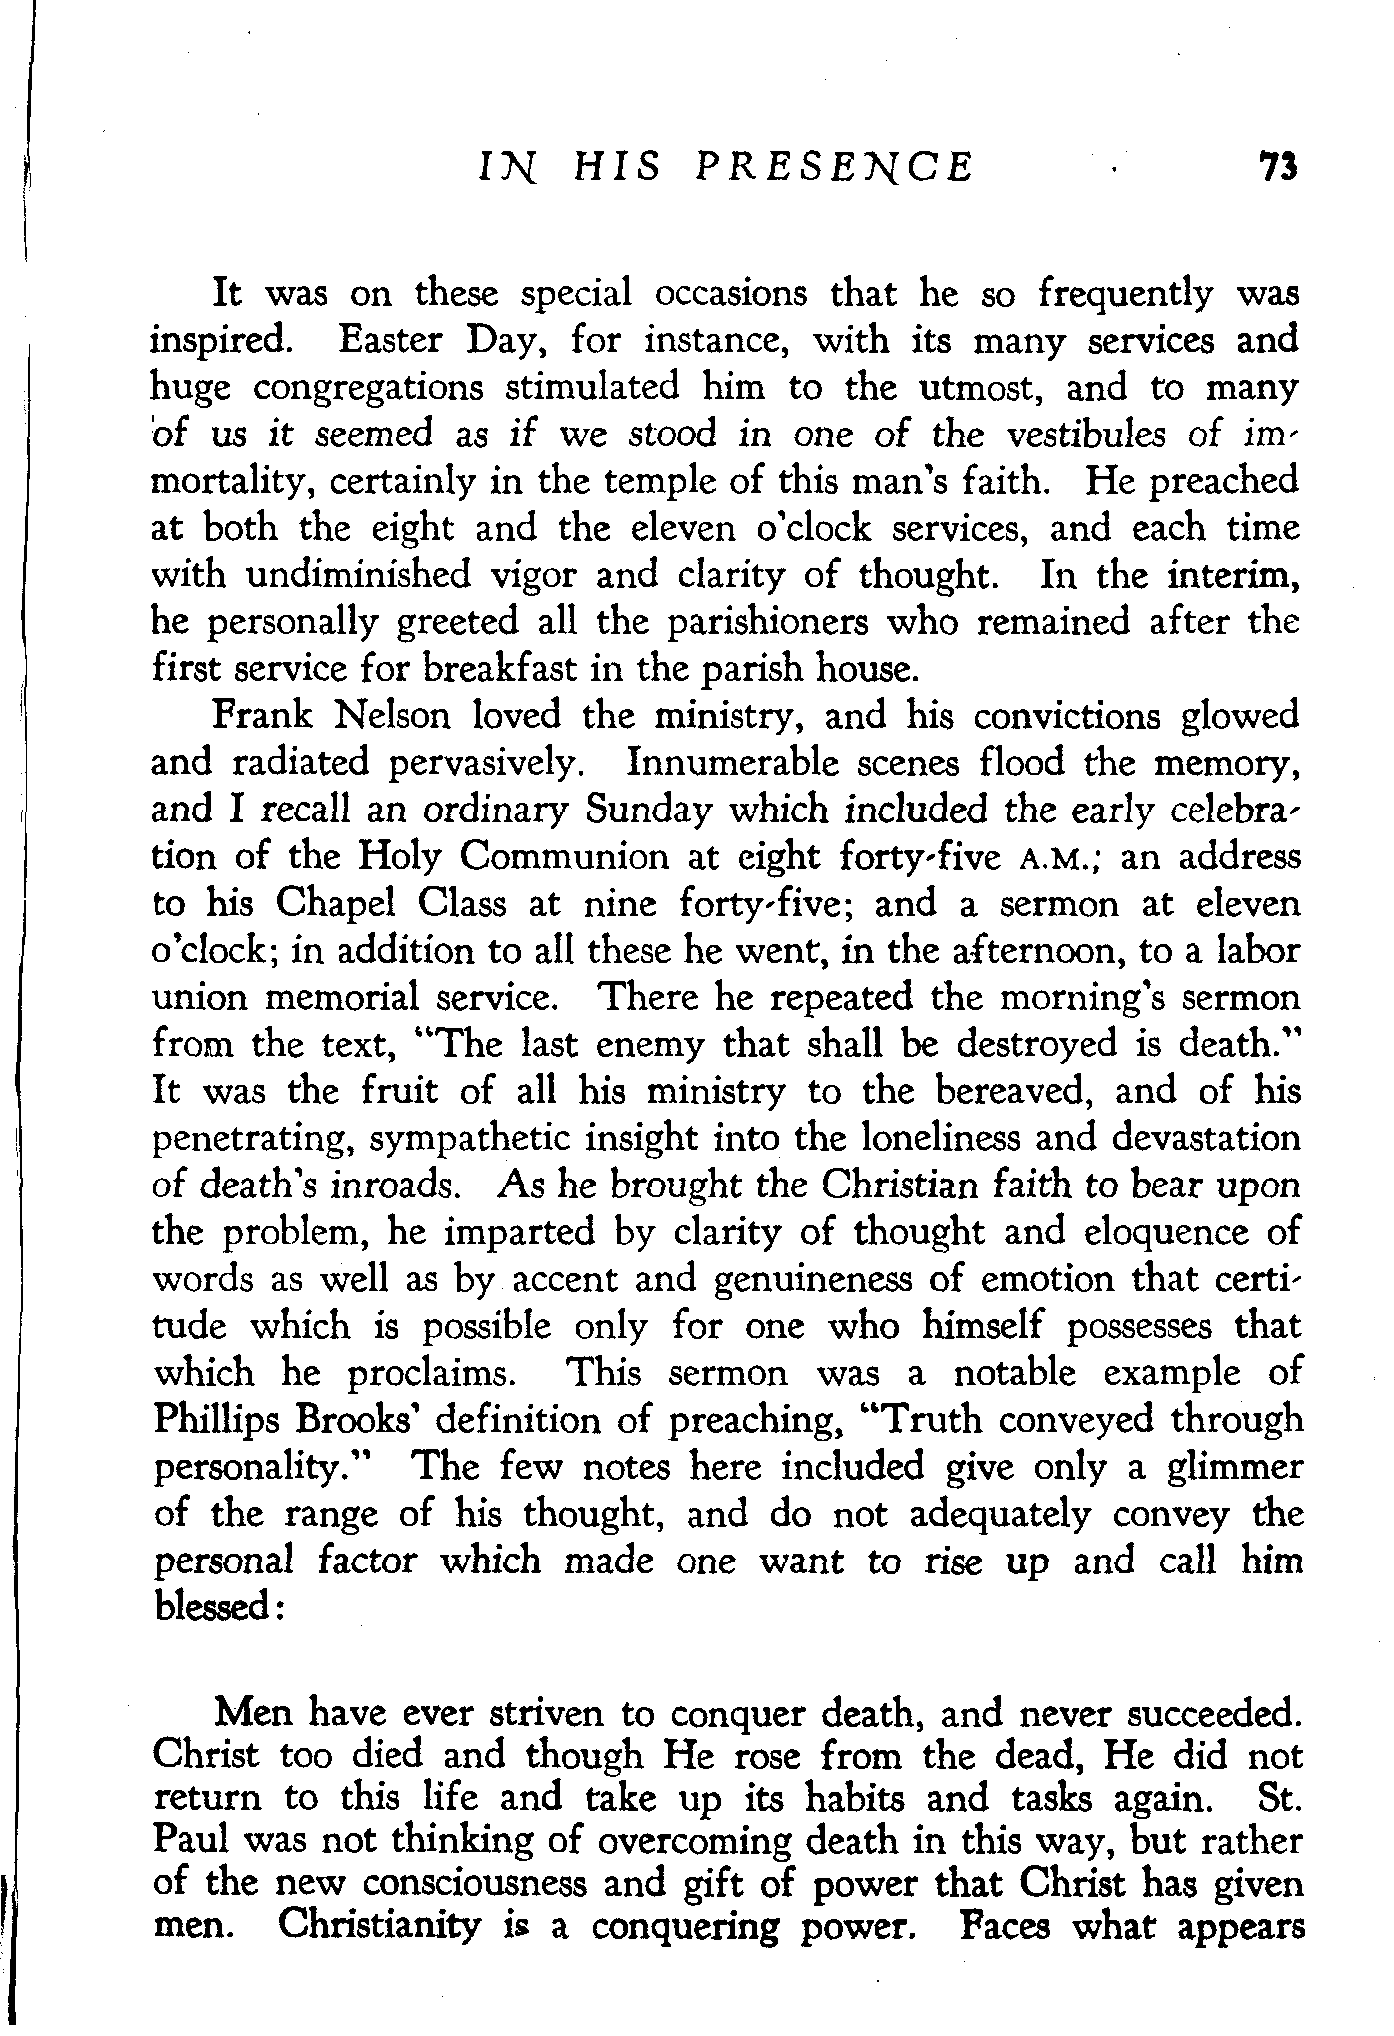 IN HIS PRESENCE 73
It was on these special occasions that he so frequently was
inspired. Easter Day, for instance, with its many services and
huge congregations stimulated him to the utmost, and to many
of us it seemed as if we stood in one of the vestibules of im-
mortality, certainly in the temple of this man's faith. He preached
at both the eight and the eleven o'clock services, and each time
with undiminished vigor and clarity of thought. In the interim,
he personally greeted all the parishioners who remained after the
first service for breakfast in the parish house.
Frank Nelson loved the ministry, and his convictions glowed
and radiated pervasively. Innumerable scenes flood the memory,
and I recall an ordinary Sunday which included the early celebra-
tion of the Holy Communion at eight forty-five A.M.; an address
to his Chapel Class at nine forty-five; and a sermon at eleven
o'clock; in addition to all these he went, in the afternoon, to a labor
union memorial service. There he repeated the morning's sermon
from the text, "The last enemy that shall be destroyed is death."
It was the fruit of all his ministry to the bereaved, and of his
penetrating, sympathetic insight into the loneliness and devastation
of death's inroads. As he brought the Christian faith to bear upon
the problem, he imparted by clarity of thought and eloquence of
words as well as by accent and genuineness of emotion that certi-
tude which is possible only for one who himself possesses that
which he proclaims. This sermon was a notable example of
Phillips Brooks' definition of preaching, "Truth conveyed through
personality." The few notes here included give only a glimmer
of the range of his thought, and do not adequately convey the
personal factor which made one want to rise up and call him
blessed:
Men have ever striven to conquer death, and never succeeded.
Christ too died and though He rose from the dead, He did not
return to this life and take up its habits and tasks again. St.
Paul was not thinking of overcoming death in this way, but rather
of the new consciousness and gift of power that Christ has given
men. Christianity is a conquering power. Faces what appears